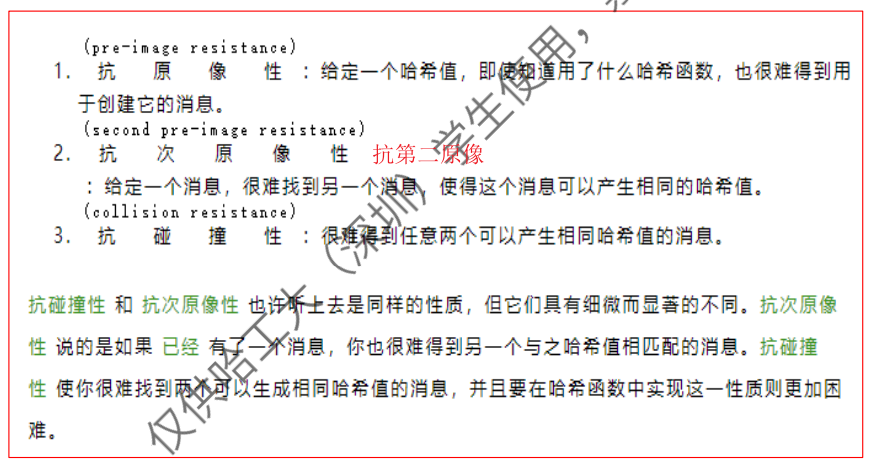 (pre-image resistance)
1. 抗原像性：给定一个哈希值，即使知道用了什么哈希函数，也很难得到用
于创建它的消息。
(second pre-image resistance)
2. 抗次原像性 抗第二原像
：给定一个消息，很难找到另一个消息，使得这个消息可以产生相同的哈希值。
(collision resistance)
3. 抗碰撞性：很难得到任意两个可以产生相同哈希值的消息。
抗碰撞性 和 抗次原像性 也许听上去是同样的性质，但它们具有细微而显著的不同。抗次原像
性 说的是如果 已经 有了一个消息，你也很难得到另一个与之哈希值相匹配的消息。抗碰撞
性 使你很难找到两个可以生成相同哈希值的消息，并且要在哈希函数中实现这一性质则更加困
难。
仅供哈工大（深圳）学生使用，